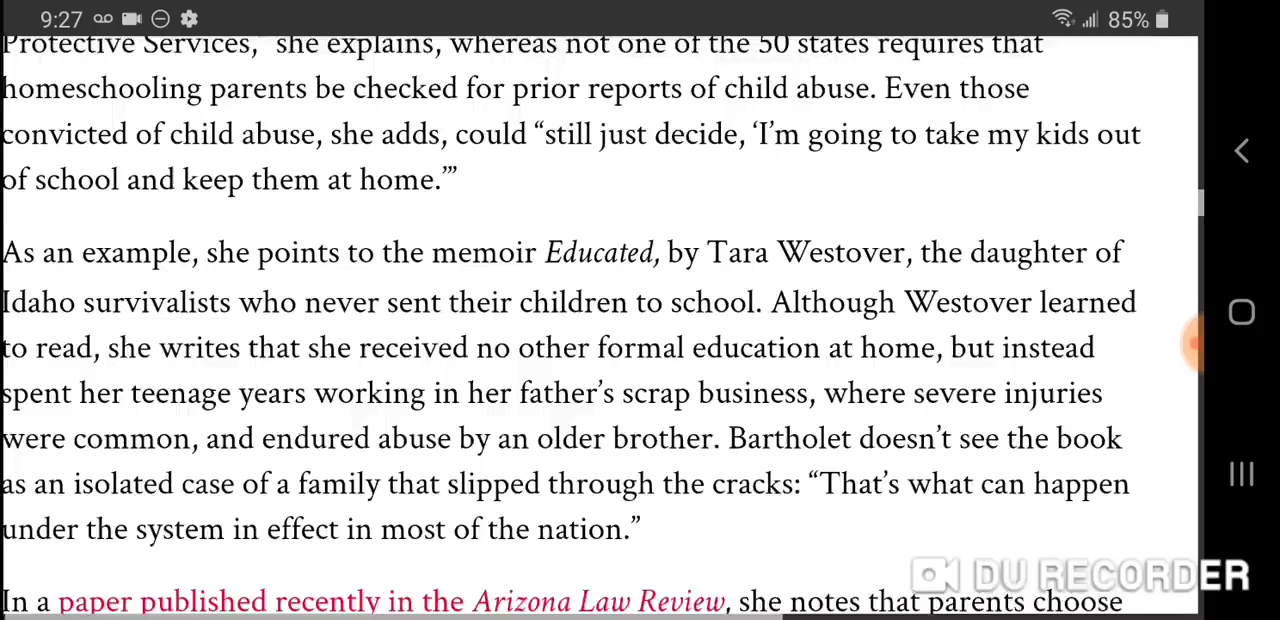 9:27
85%
Protective Services,” she explains, whereas not one of the 50 states requires that
homeschooling parents be checked for prior reports of child abuse. Even those
convicted of child abuse, she adds, could “still just decide, ‘I’m going to take my kids out
of school and keep them at home.’”
As an example, she points to the memoir Educated, by Tara Westover, the daughter of
Idaho survivalists who never sent their children to school. Although Westover learned
to read, she writes that she received no other formal education at home, but instead
spent her teenage years working in her father’s scrap business, where severe injuries
were common, and endured abuse by an older brother. Bartholet doesn’t see the book
as an isolated case of a family that slipped through the cracks: “That’s what can happen
under the system in effect in most of the nation.”
DU RECORDER
In a paper published recently in the Arizona Law Review, she notes that parents choose